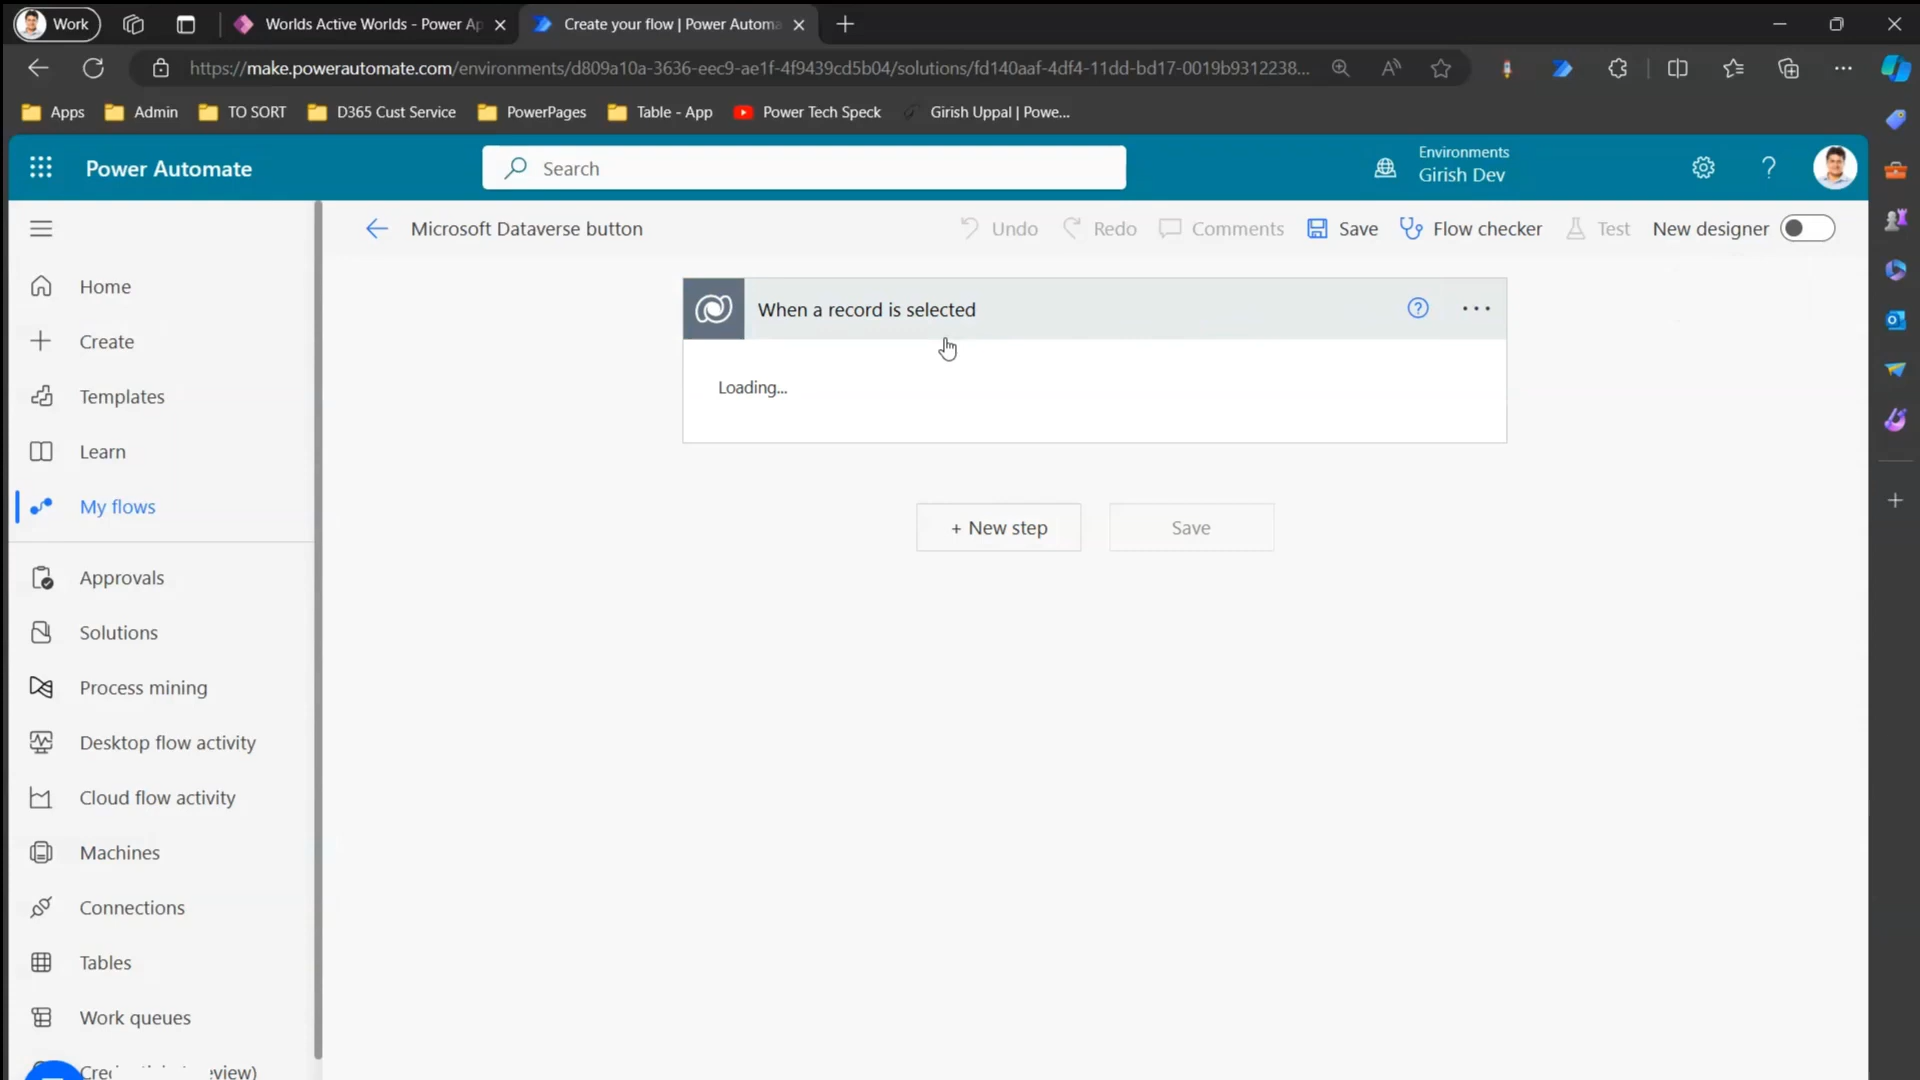 Work
Worlds Active Worlds - Power Ap
Create your flow | Power Automa
https://make.powerautomate.com/environments/d809a10a-3636-eec9-ae1f-4f9439cd5b04/solutions/fd140aaf-4df4-11dd-bd17-0019b9312238...
Apps
Admin
TO SORT
D365 Cust Service
PowerPages
Table - App
Power Tech Speck
Girish Uppal | Powe...
Power Automate
Search
Environments
Girish Dev
Microsoft Dataverse button
Undo
Redo
Comments
Save
Flow checker
Test
New designer
Home
Create
Templates
Learn
My flows
Approvals
Solutions
Process mining
Desktop flow activity
Cloud flow activity
Machines
Connections
Tables
Work queues
When a record is selected
Loading...
+ New step
Save